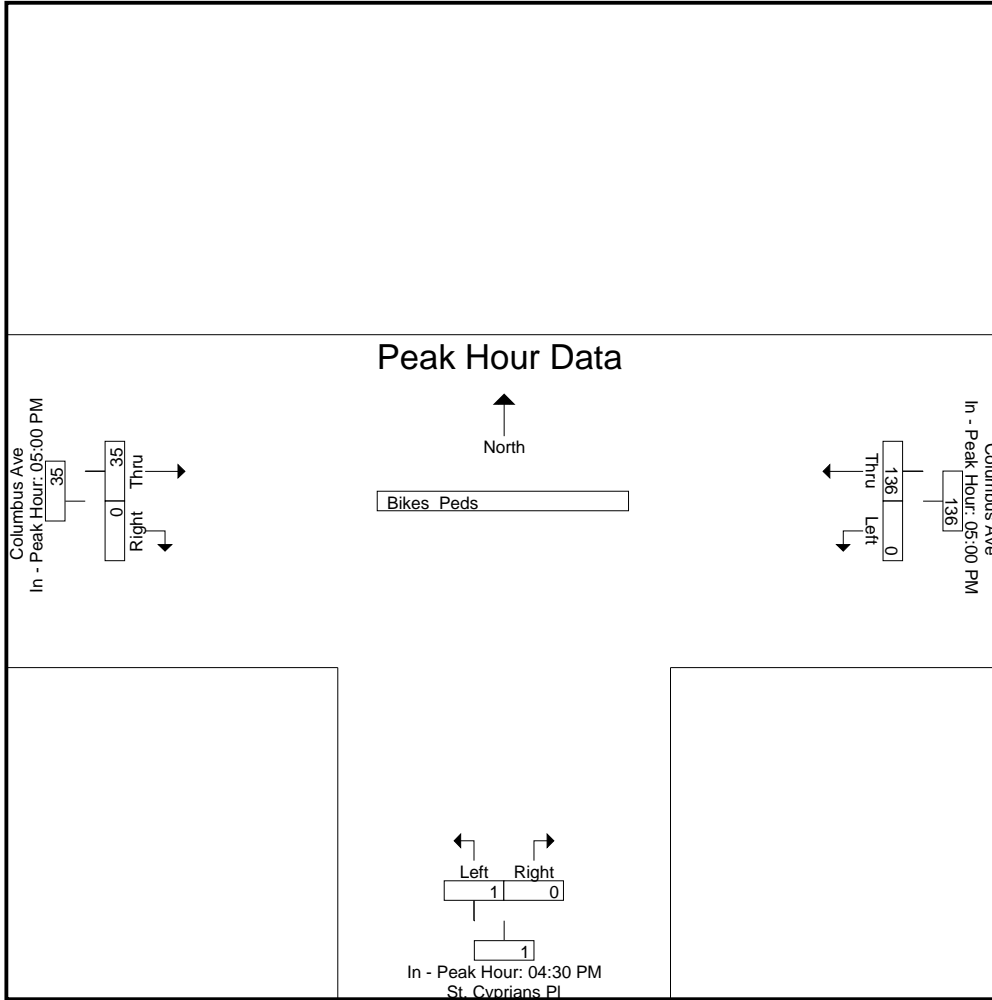 Peak Hour Data
North
Bikes Peds
Columbus Ave
In - Peak Hour: 05:00 PM
35
35
0
Thru
Right
Columbus Ave
In - Peak Hour: 05:00 PM
136
136
0
Thru
Left
Left Right
1 0
1
In - Peak Hour: 04:30 PM
St. Cyprians Pl